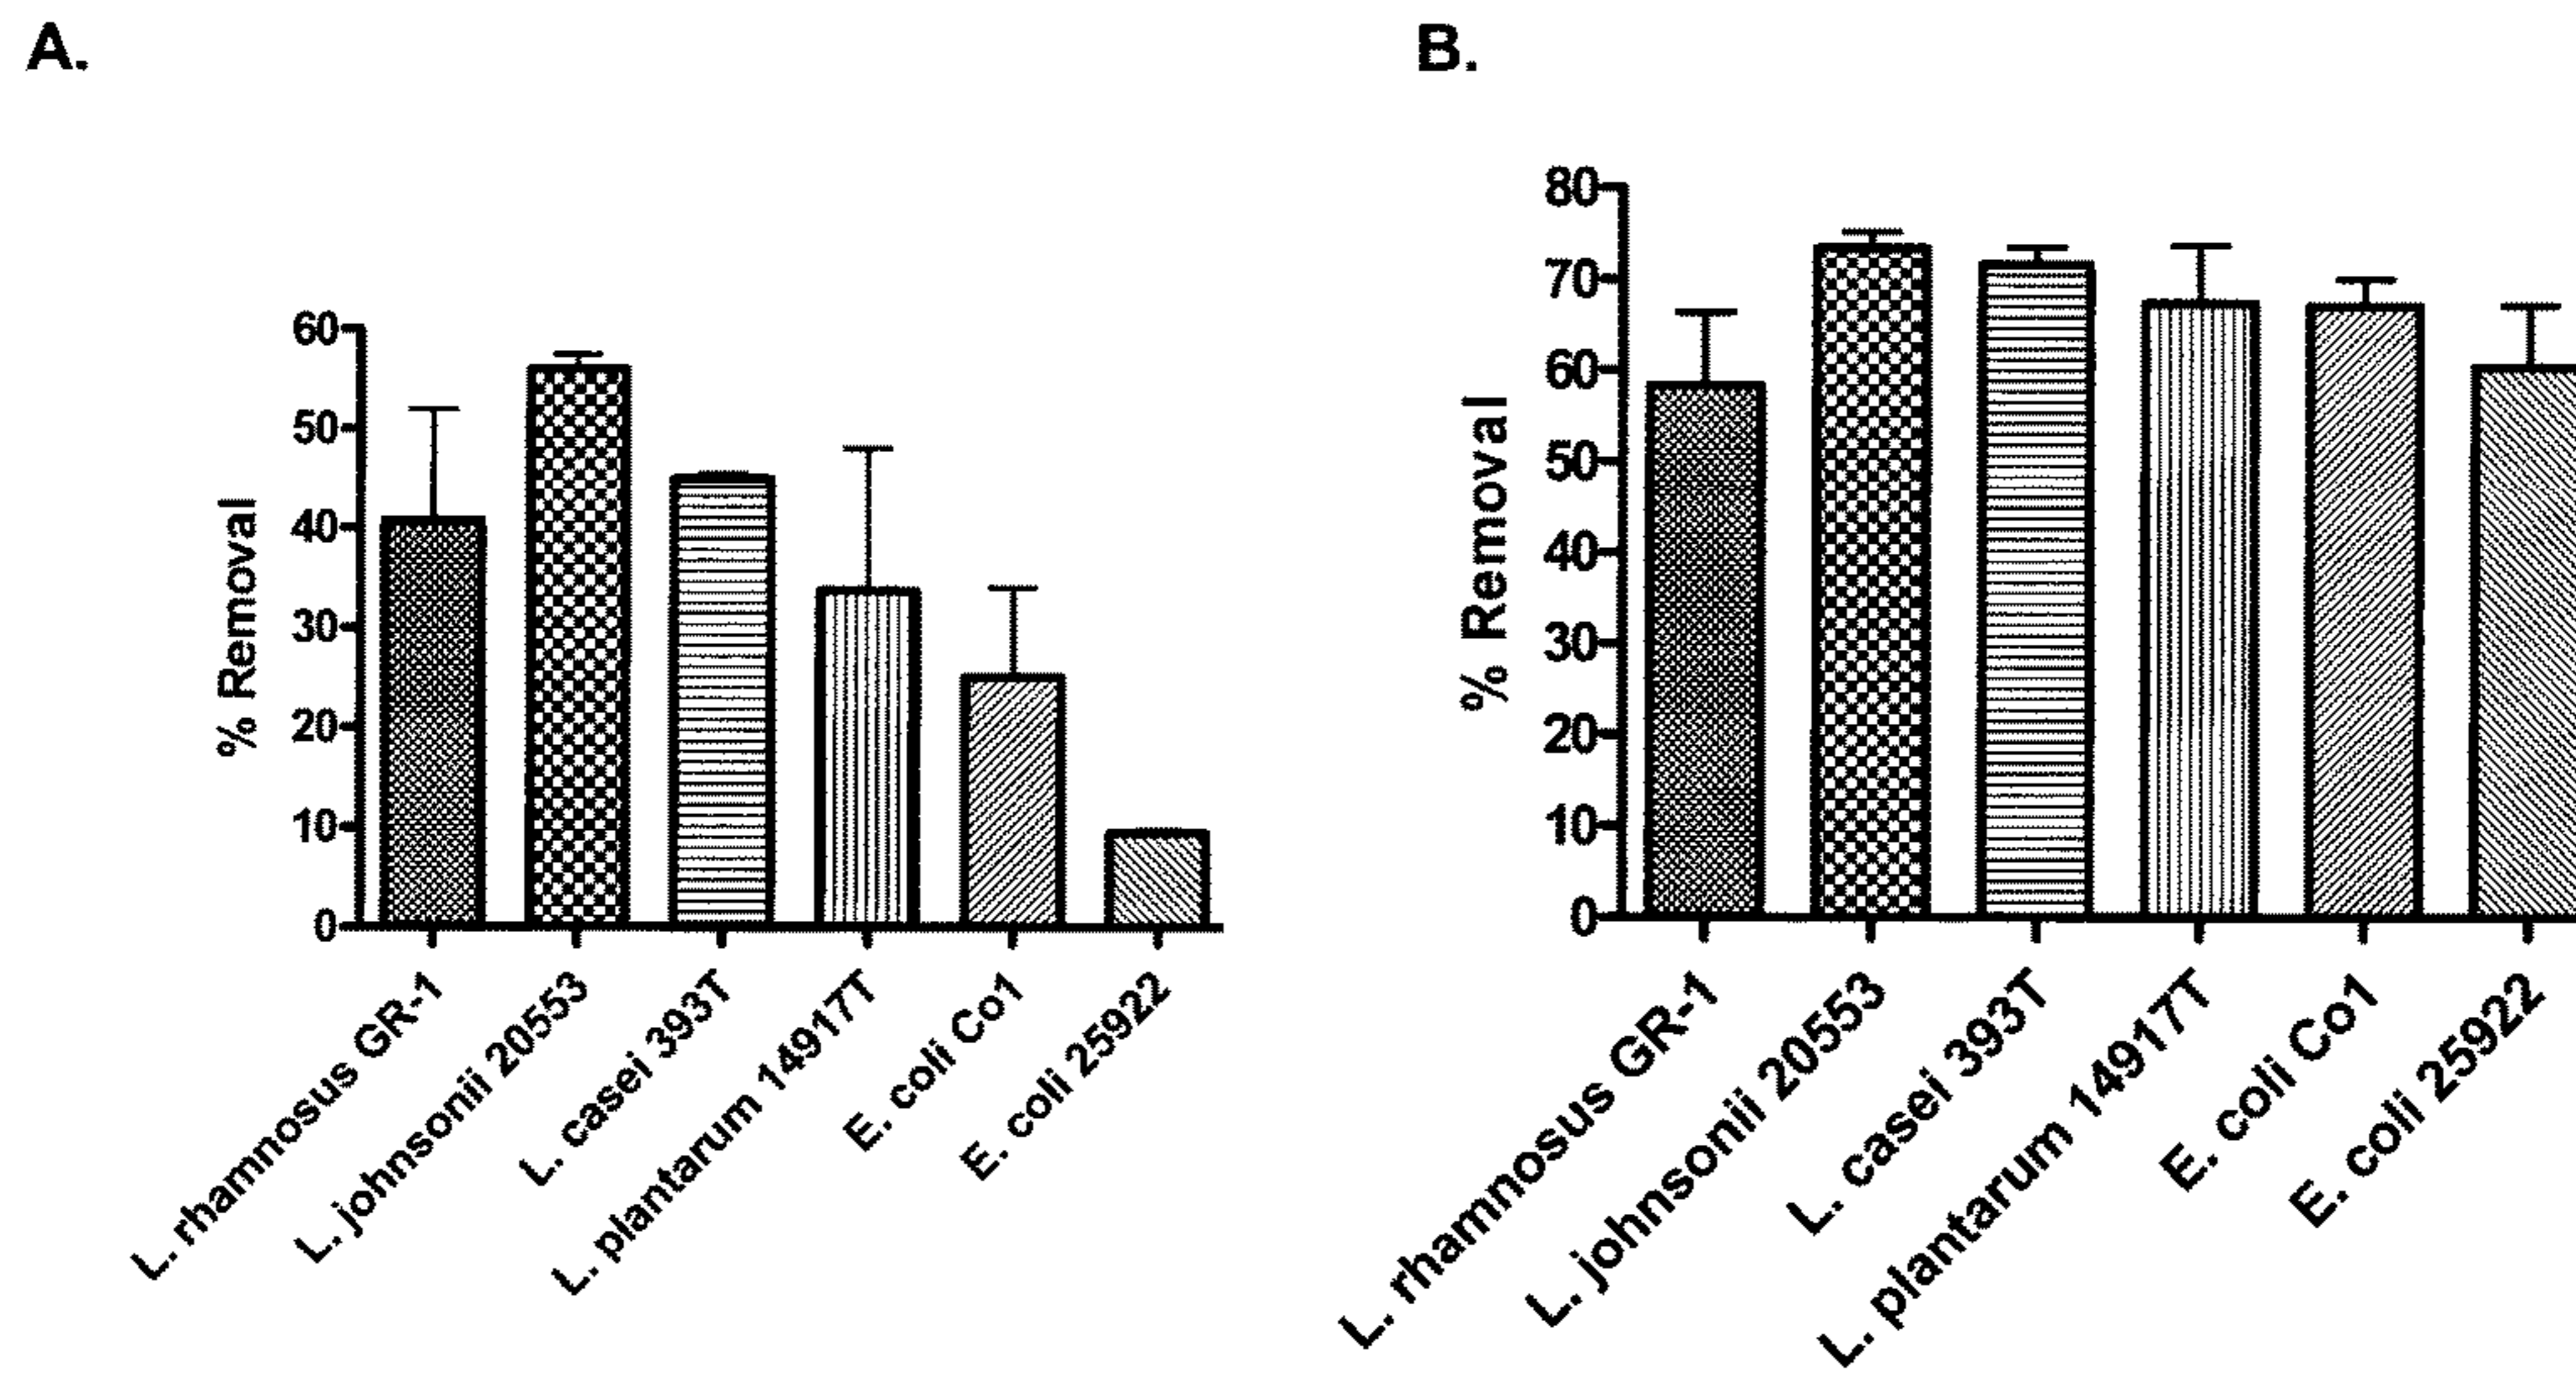 A.
% Removal
60
50
40
30
20
10
0
L. rhamnosus GR-1
L. johnsonii 20553
L. casei 393T
L. plantarum 14917T
E. coli Co1
E. coli 25922
B.
% Removal
80
70
60
50
40
30
20
10
0
L. rhamnosus GR-1
L. johnsonii 20553
L. casei 393T
L. plantarum 14917T
E. coli Co1
E. coli 25922